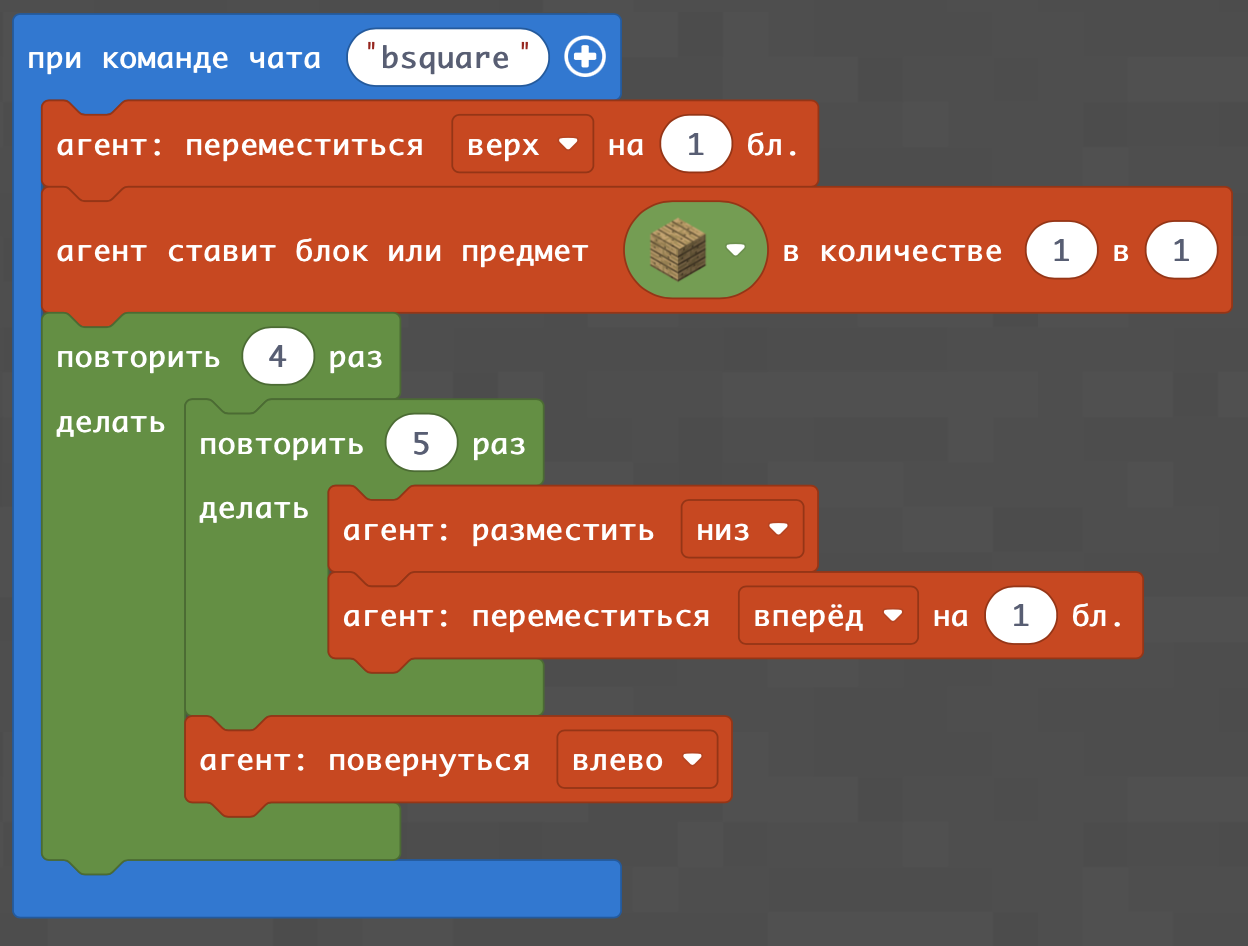 при команде чата "bsquare"
агент: переместиться верх на 1 бл.
агент ставит блок или предмет в количестве 1 в 1
повторить 4 раз
делать
повторить 5 раз
делать
агент: разместить низ
агент: переместиться вперёд на 1 бл.
агент: повернуться влево